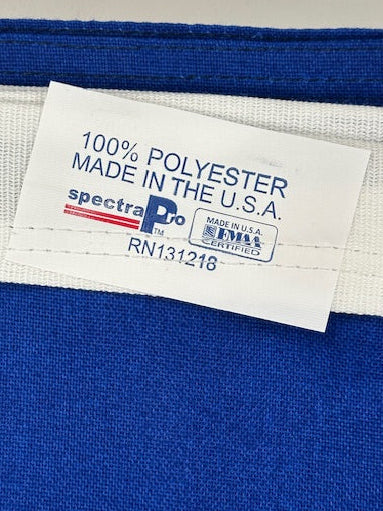 100% POLYESTER
MADE IN THE U.S.A.
spectraPro
TM
MADE IN U.S.A.
FMAA
CERTIFIED
RN131218